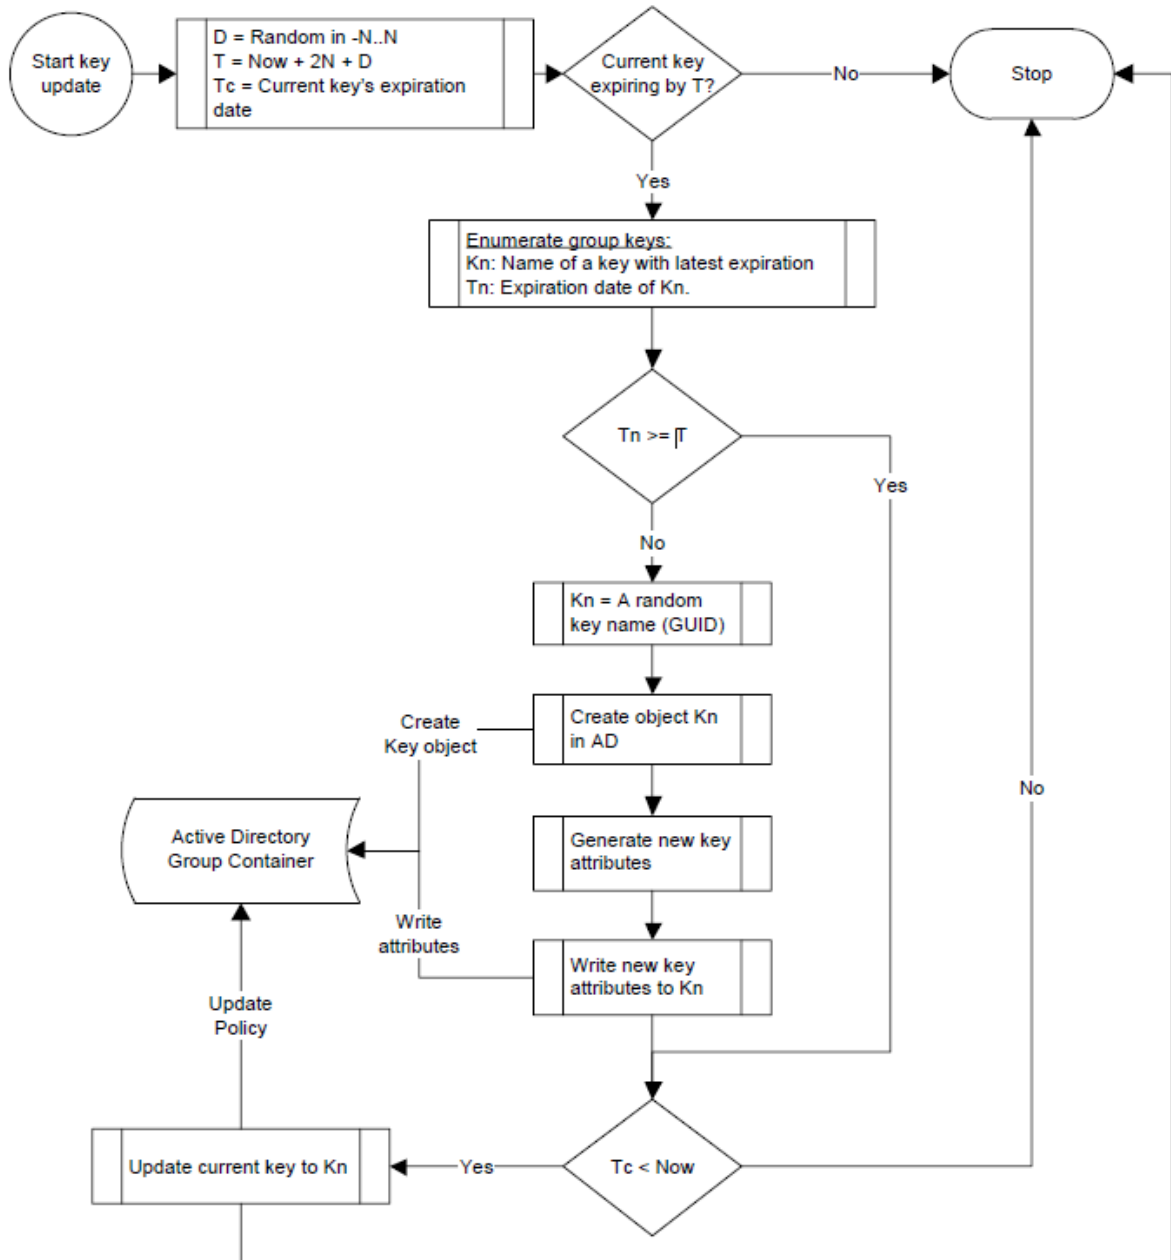 Start key
update
D = Random in -N..N
T = Now + 2N + D
Tc = Current key's expiration
date
Current key
expiring by T?
No
Stop
Yes
Enumerate group keys:
Kn: Name of a key with latest expiration
Tn: Expiration date of Kn.
Tn >= T
Yes
No
Kn = A random
key name (GUID)
Create
Key object
Create object Kn
in AD
No
Active Directory
Group Container
Generate new key
attributes
Write
attributes
Write new key
attributes to Kn
Update
Policy
Update current key to Kn
Yes
Tc < Now